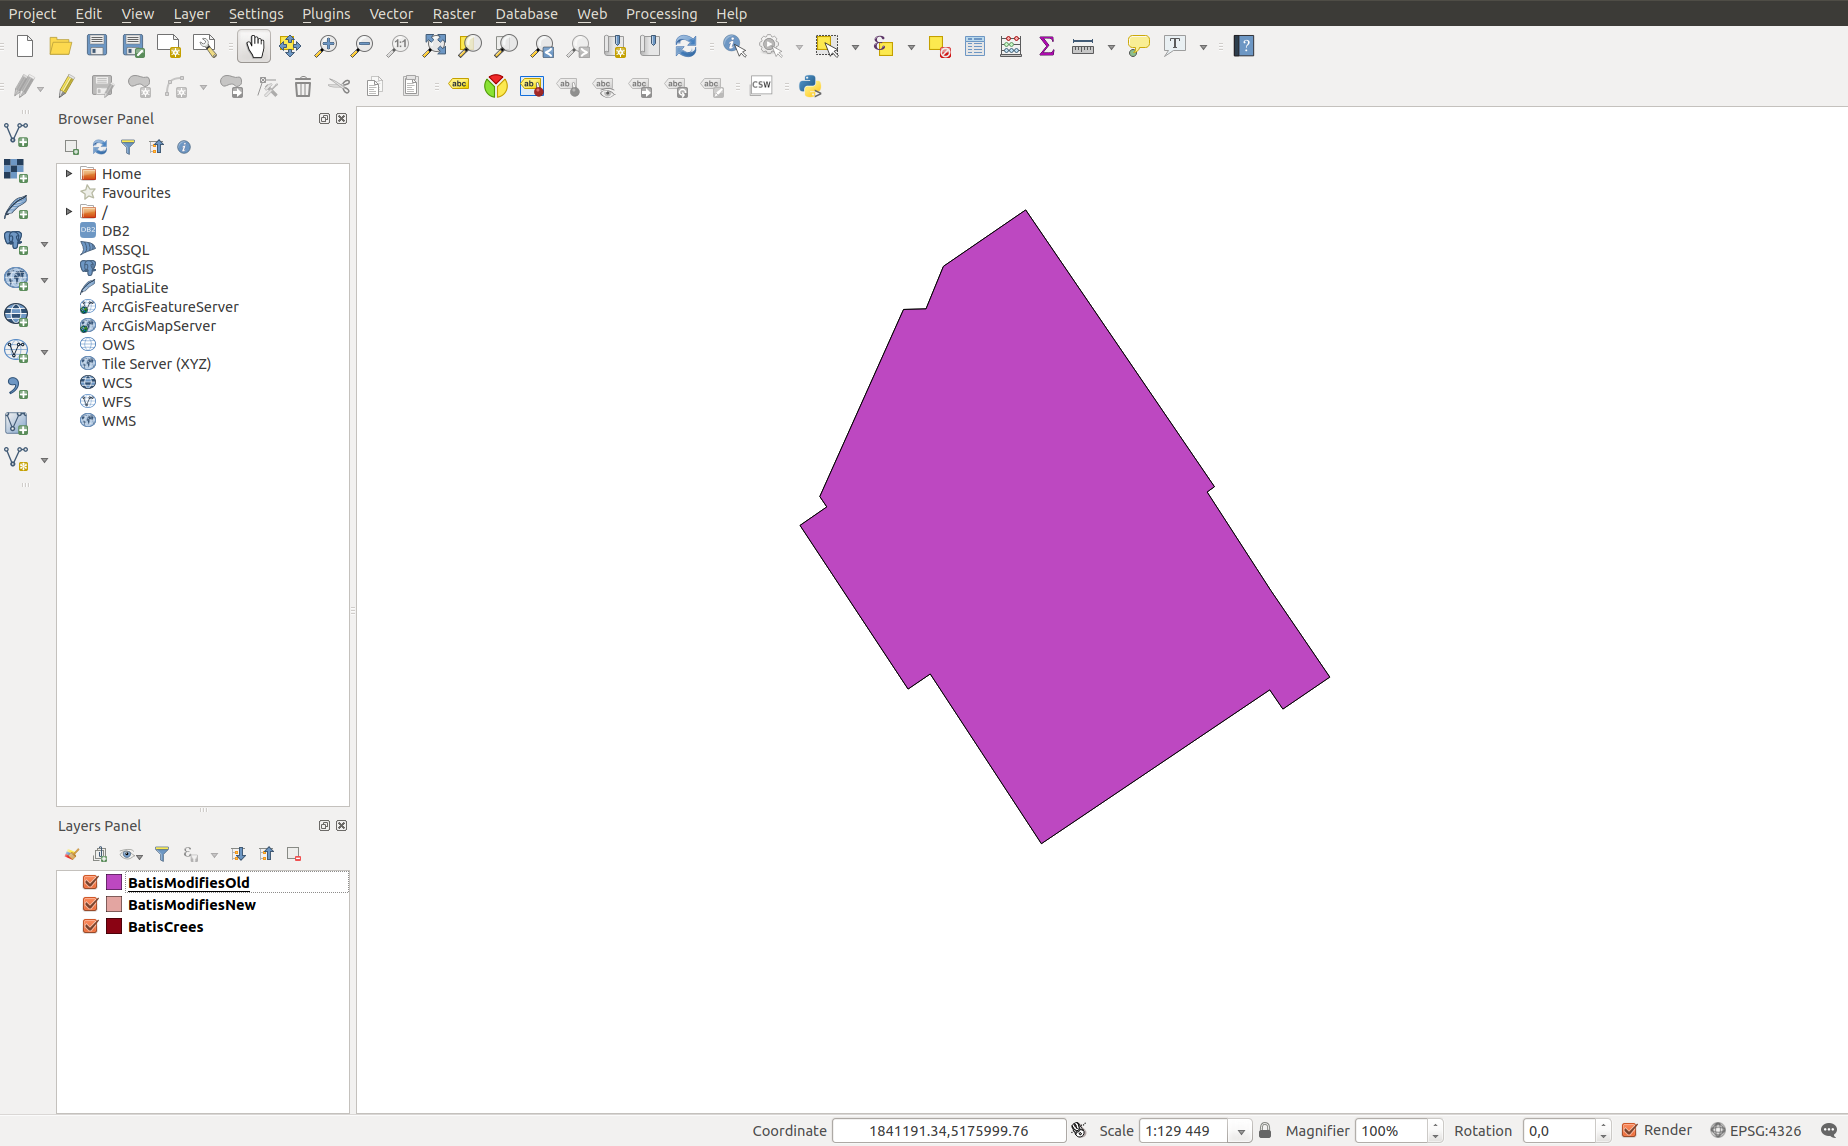 Project Edit View Layer Settings Plugins Vector Raster Database Web Processing Help
abc CSW
Browser Panel
Home
Favourites
/
DB2
MSSQL
PostGIS
SpatiaLite
ArcGisFeatureServer
ArcGisMapServer
OWS
Tile Server (XYZ)
WCS
WFS
WMS
Layers Panel
BatisModifiesOld
BatisModifiesNew
BatisCrees
Coordinate 1841191.34,5175999.76 Scale 1:129 449 Magnifier 100% Rotation 0,0 Render EPSG:4326